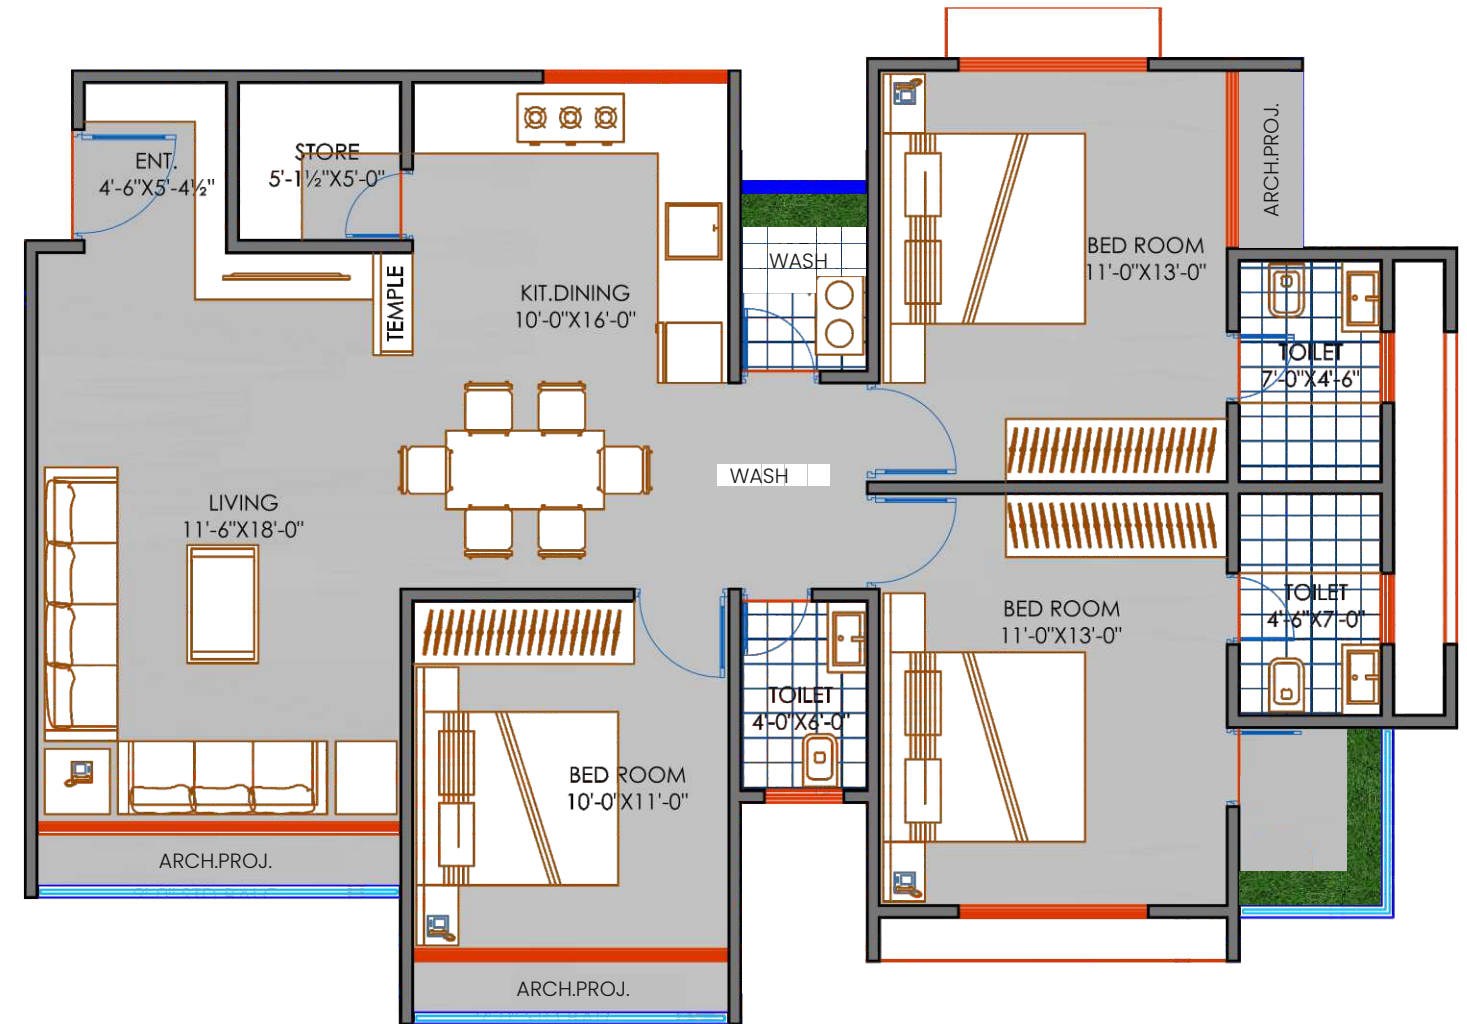 ENT.
4'-6"X5'-4½"
STORE
5'-1½"X5'-0"
TEMPLE
KIT.DINING
10'-0"X16'-0"
WASH
BED ROOM
11'-0"X13'-0"
ARCH.PROJ.
TOILET
7'-0"X4'-6"
LIVING
11'-6"X18'-0"
WASH
BED ROOM
11'-0"X13'-0"
TOILET
4'-6"X7'-0"
TOILET
4'-0"X6'-0"
BED ROOM
10'-0"X11'-0"
ARCH.PROJ.
ARCH.PROJ.